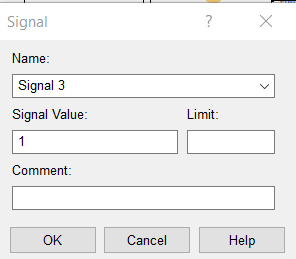 Signal
Name:
Signal 3
Signal Value: Limit:
1
Comment:
OK Cancel Help